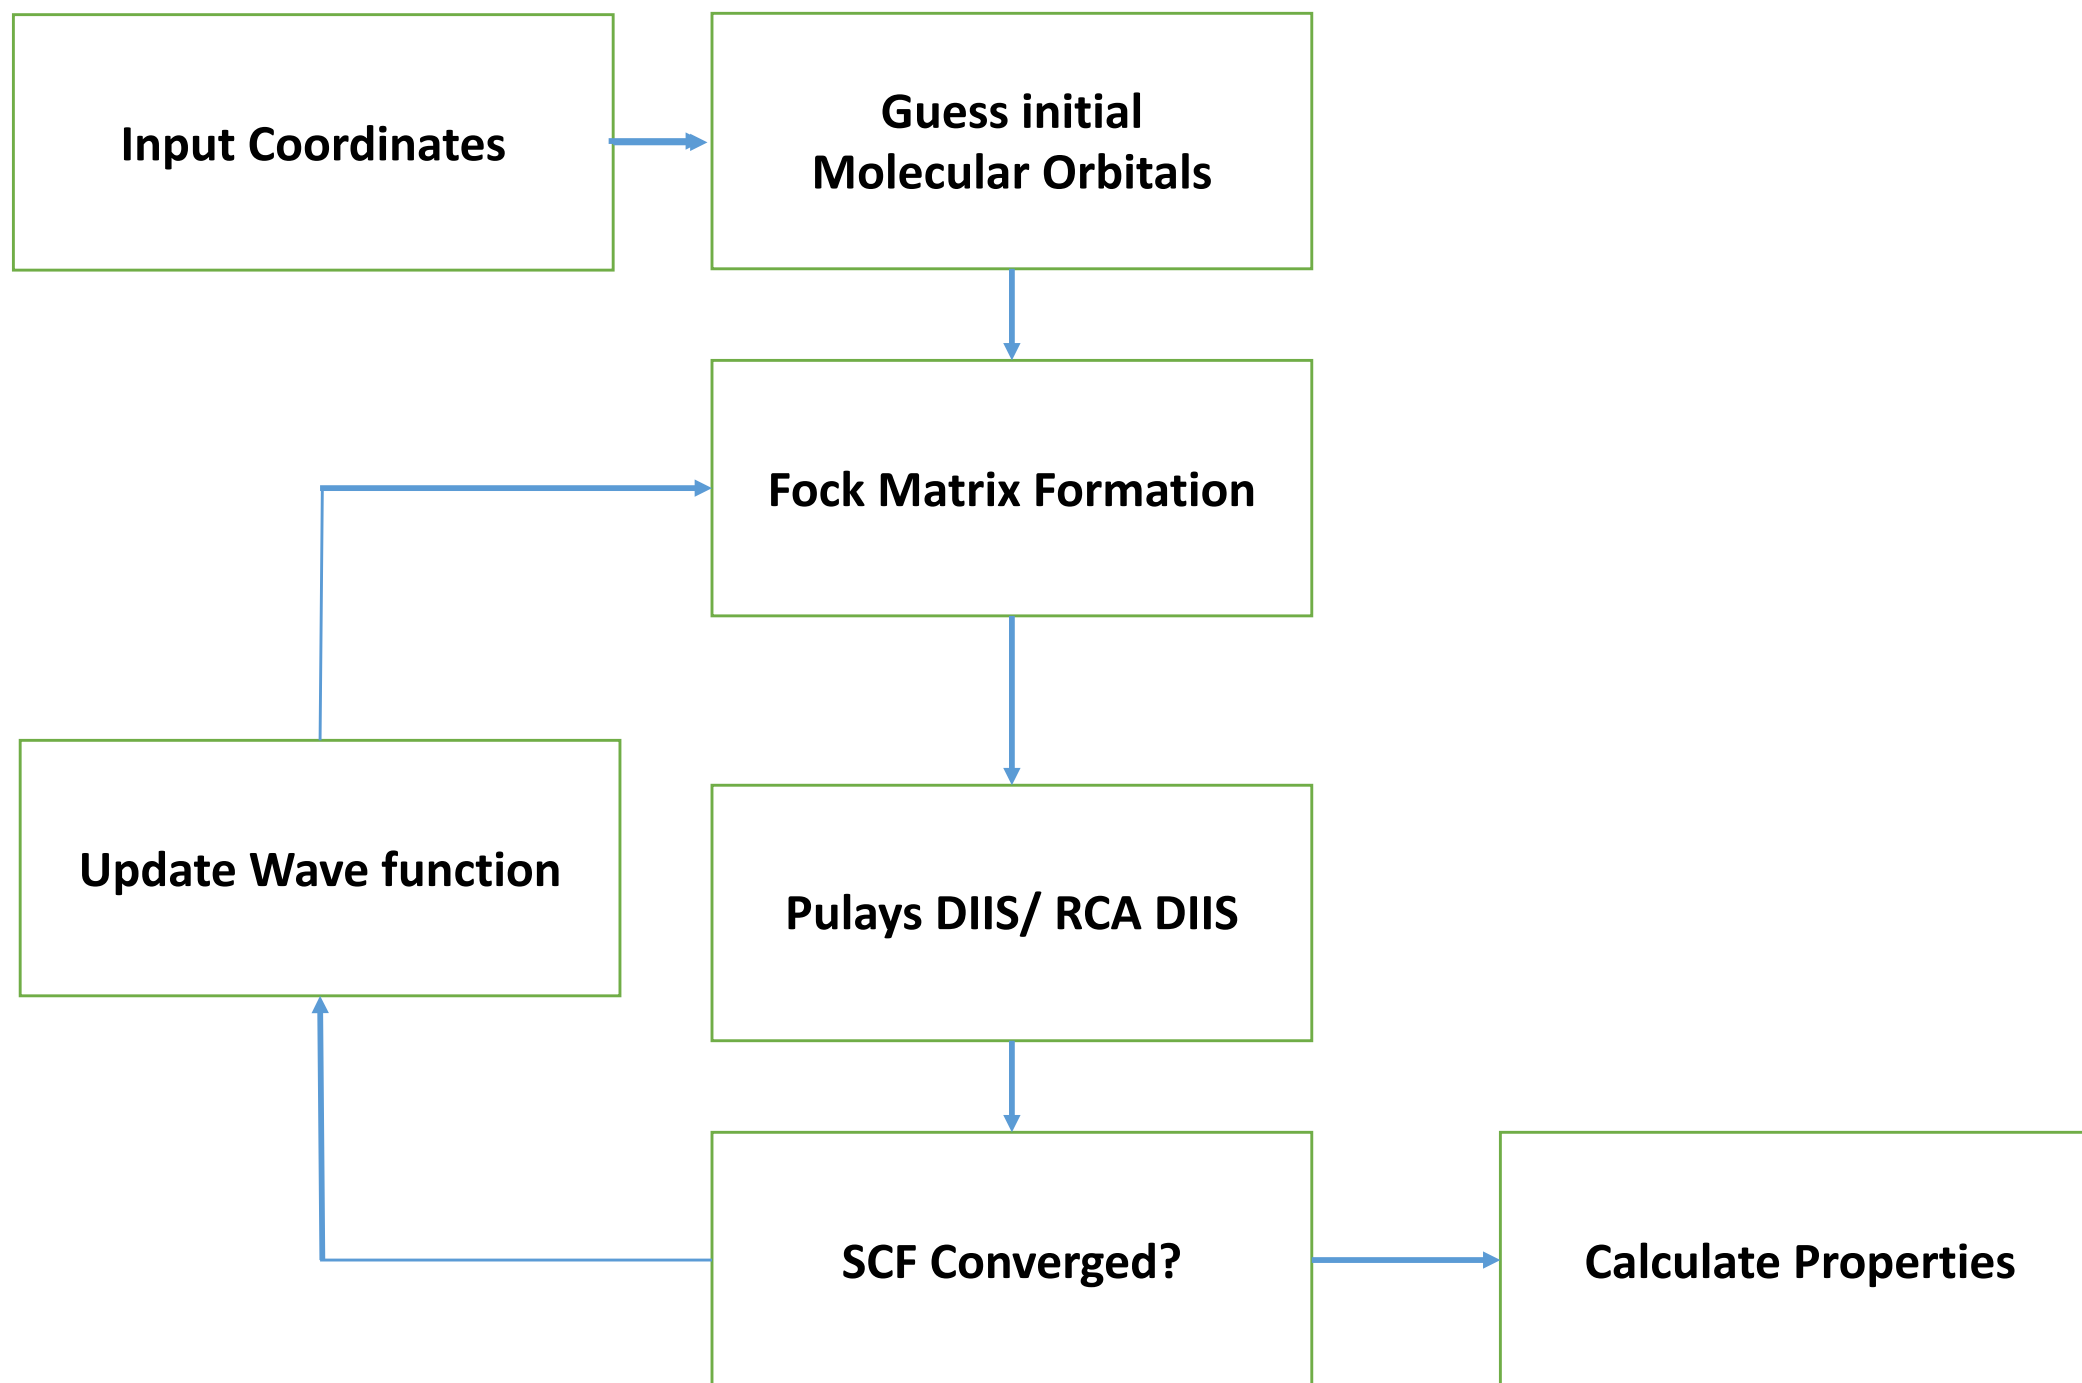 Input Coordinates
Guess initial
Molecular Orbitals
Fock Matrix Formation
Update Wave function
Pulays DIIS/ RCA DIIS
SCF Converged?
Calculate Properties